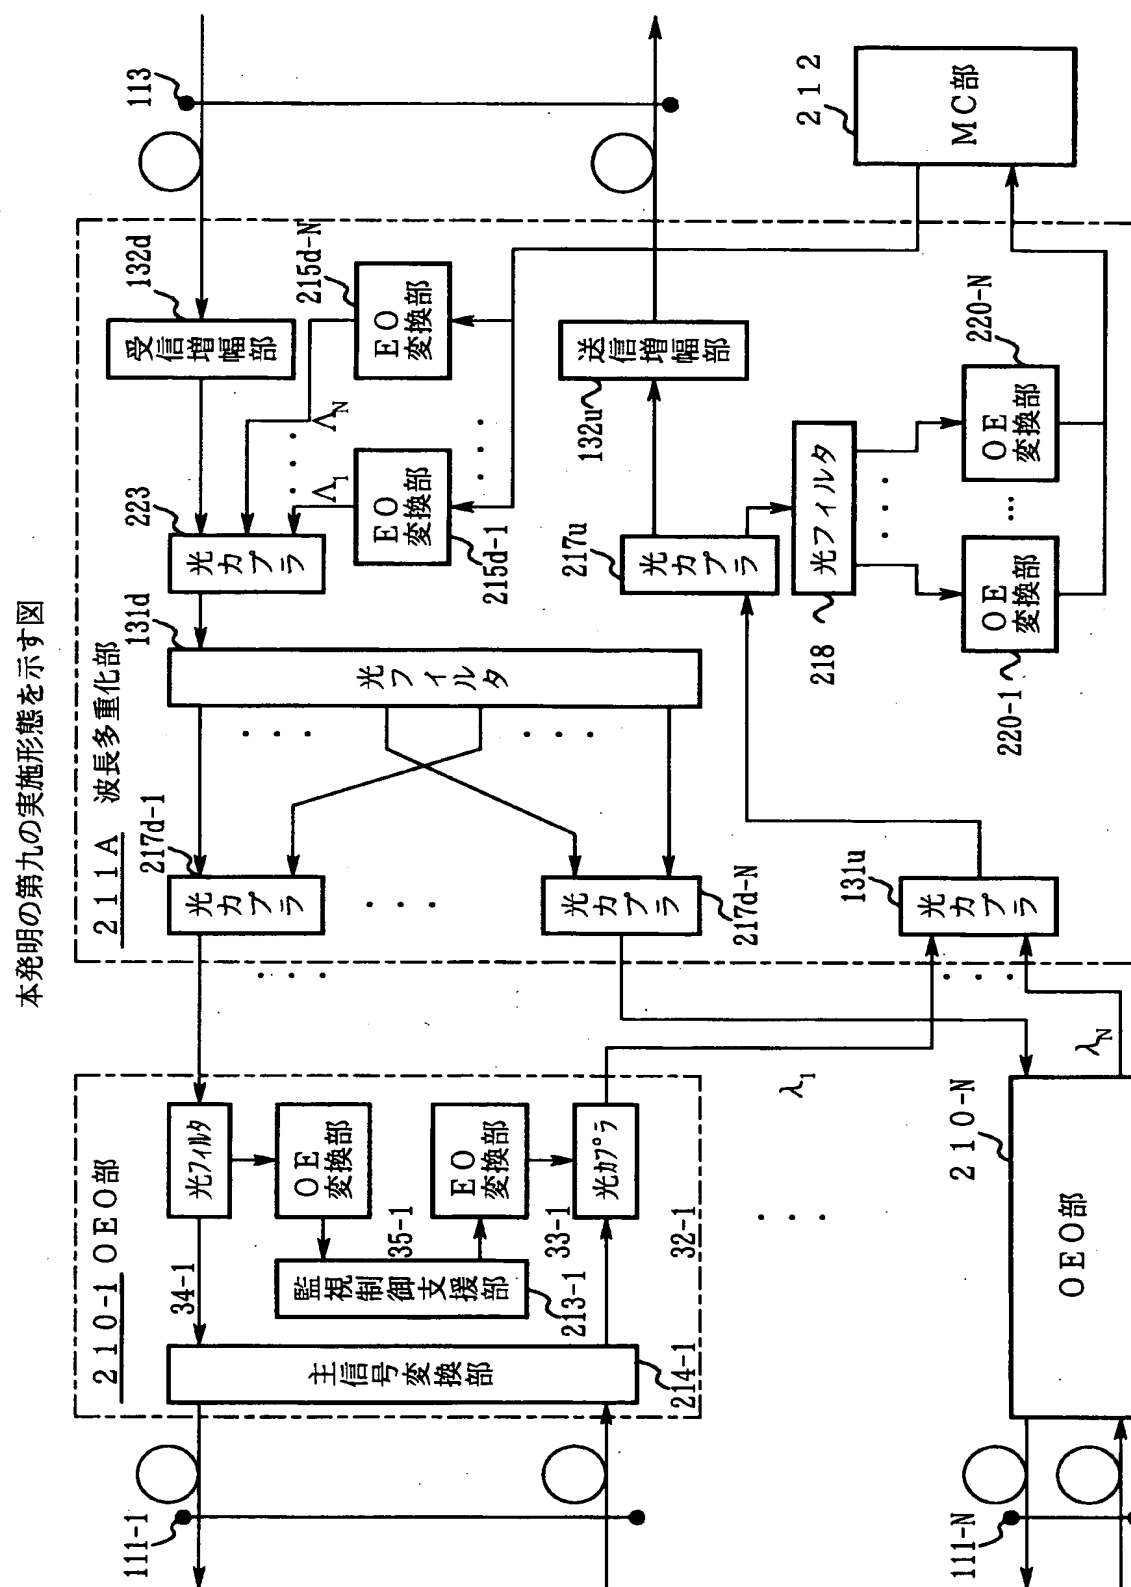 本発明の第九の実施形態を示す図
211A 波長多重化部
210-1 OEO部
111-1
主信号変換部
214-1
34-1
監視制御支援部
213-1
35-1
33-1
32-1
光フィルタ
OE変換部
EO変換部
光カプラ
λ1
111-N
OEO部
210-N
λN
217d-1
光カプラ
光カプラ
217d-N
131u
光カプラ
131d
光フィルタ
223
光カプラ
Λ1
ΛN
EO変換部
215d-1
EO変換部
215d-N
受信増幅部
132d
113
217u
光カプラ
送信増幅部
132u
光フィルタ
218
OE変換部
220-1
OE変換部
220-N
MC部
212